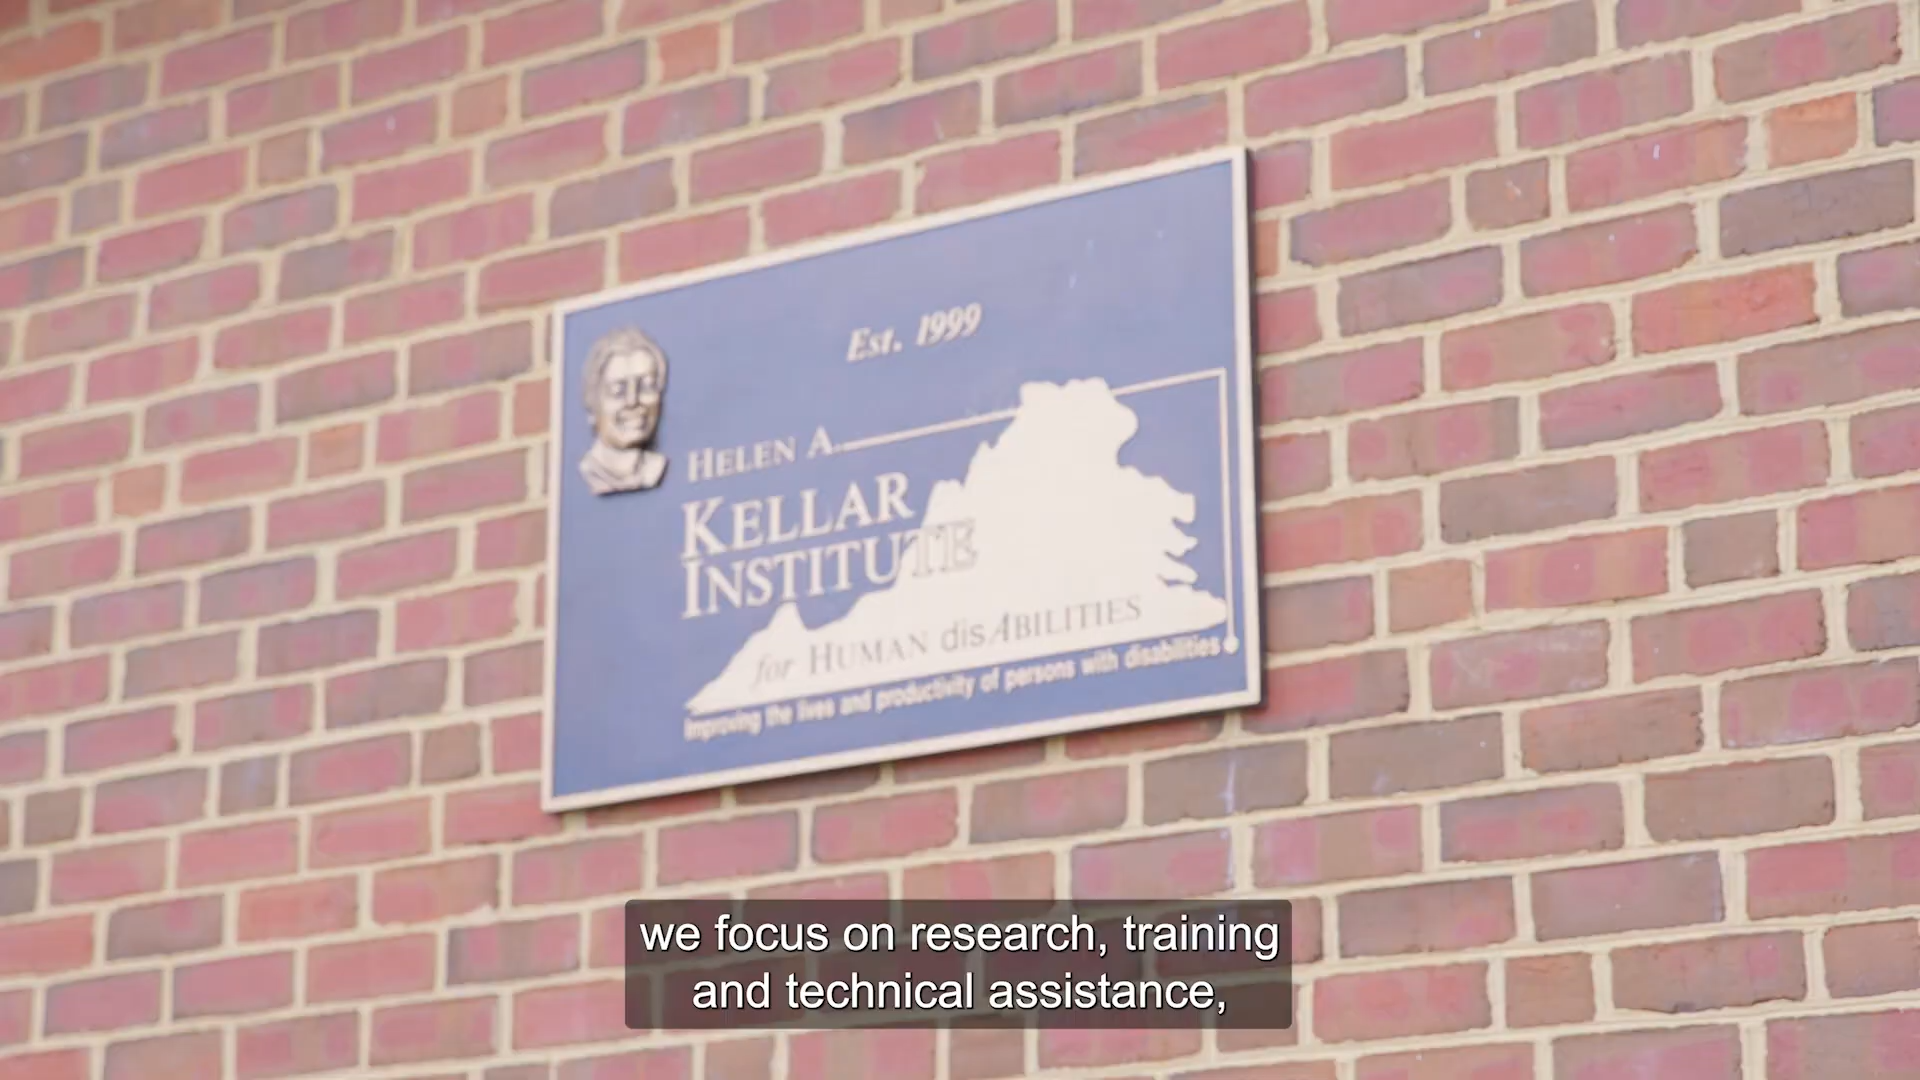 Est. 1999
HELEN A.
KELLAR
INSTITUTE
for HUMAN disABILITIES
Improving the lives and productivity of persons with disabilities
we focus on research, training
and technical assistance,